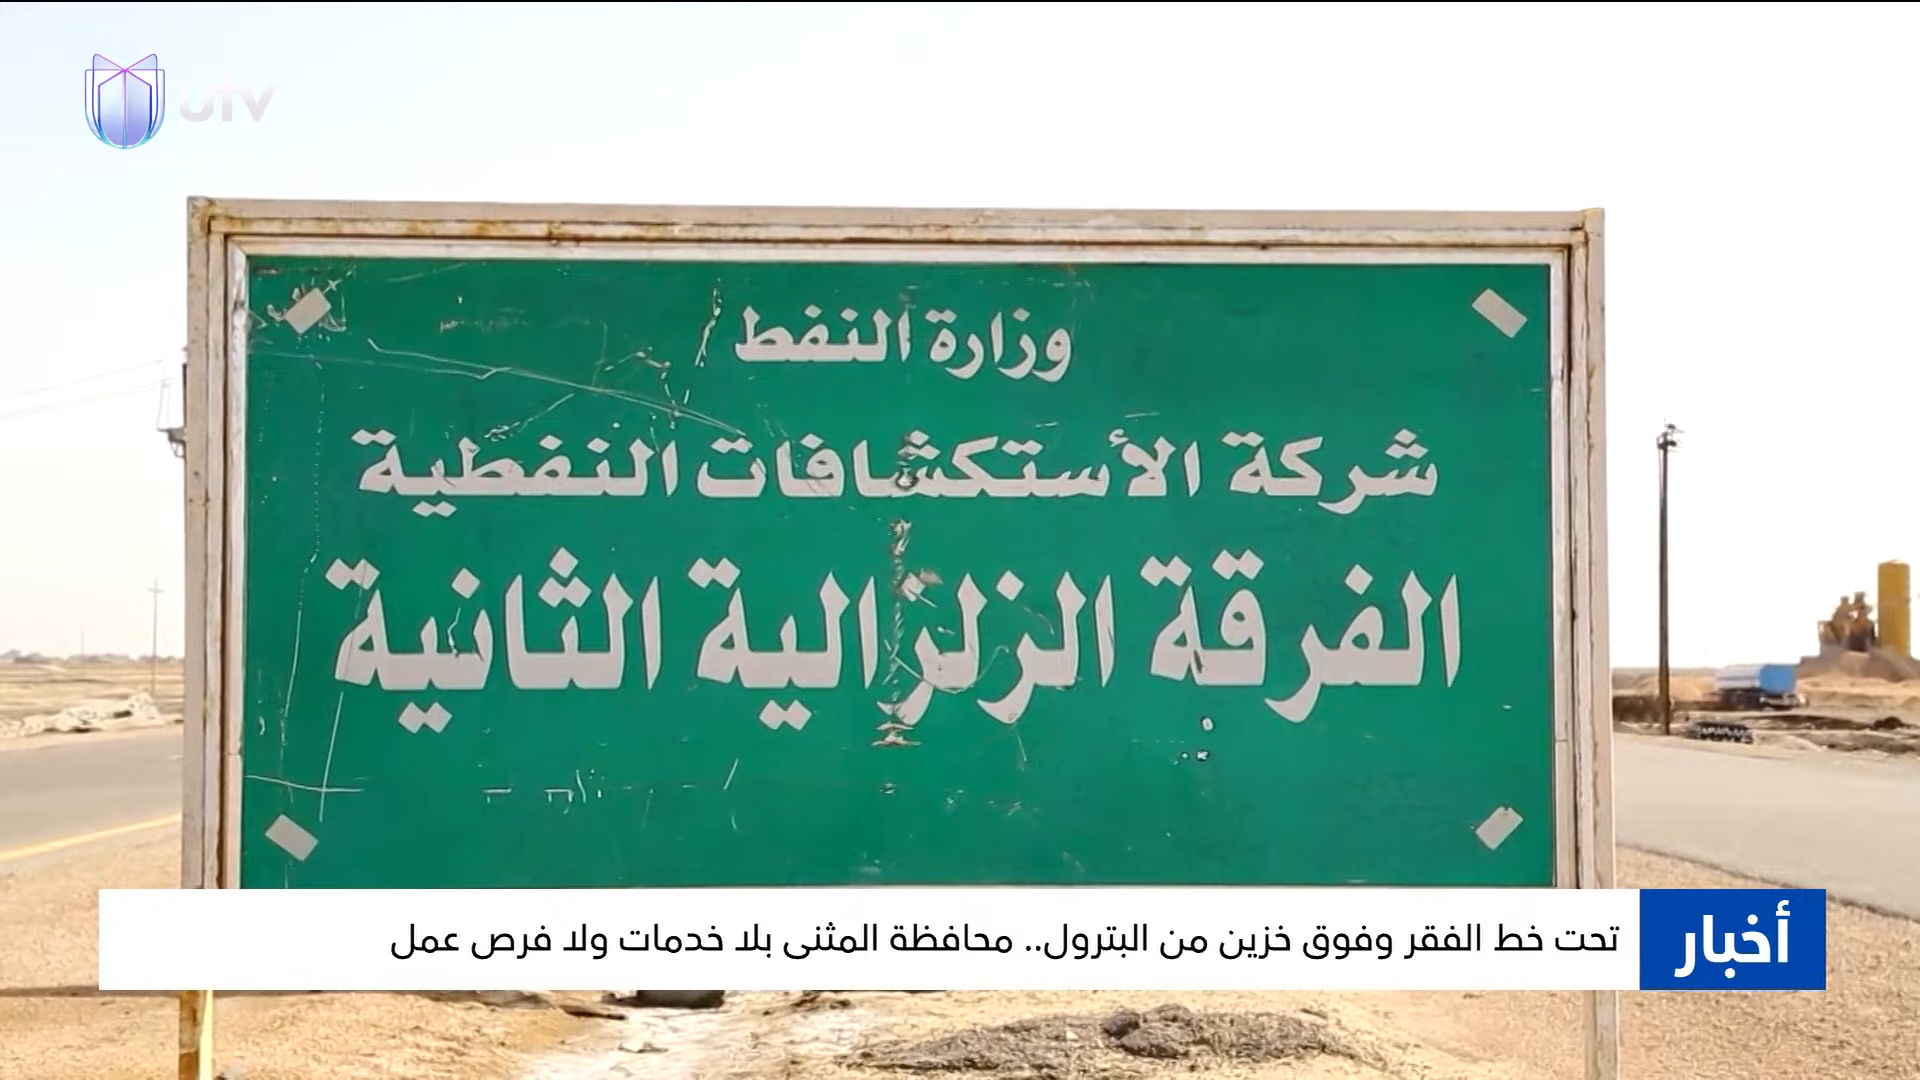 utv
وزارة النفط
شركة الأستكشافات النفطية
الفرقة الزلزالية الثانية
أخبار
تحت خط الفقر وفوق خزين من البترول.. محافظة المثنى بلا خدمات ولا فرص عمل